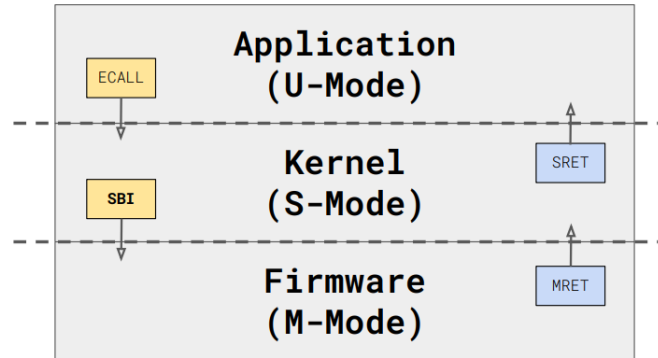 Application
(U-Mode)
ECALL
Kernel
(S-Mode)
SRET
SBI
Firmware
(M-Mode)
MRET